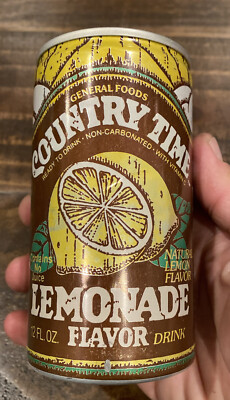 GENERAL FOODS
COUNTRY TIME
READY TO DRINK • NON-CARBONATED • WITH VITAMIN C
Contains
No
Juice
NATURAL
LEMON
FLAVOR
LEMONADE
12 FL. OZ. FLAVOR DRINK